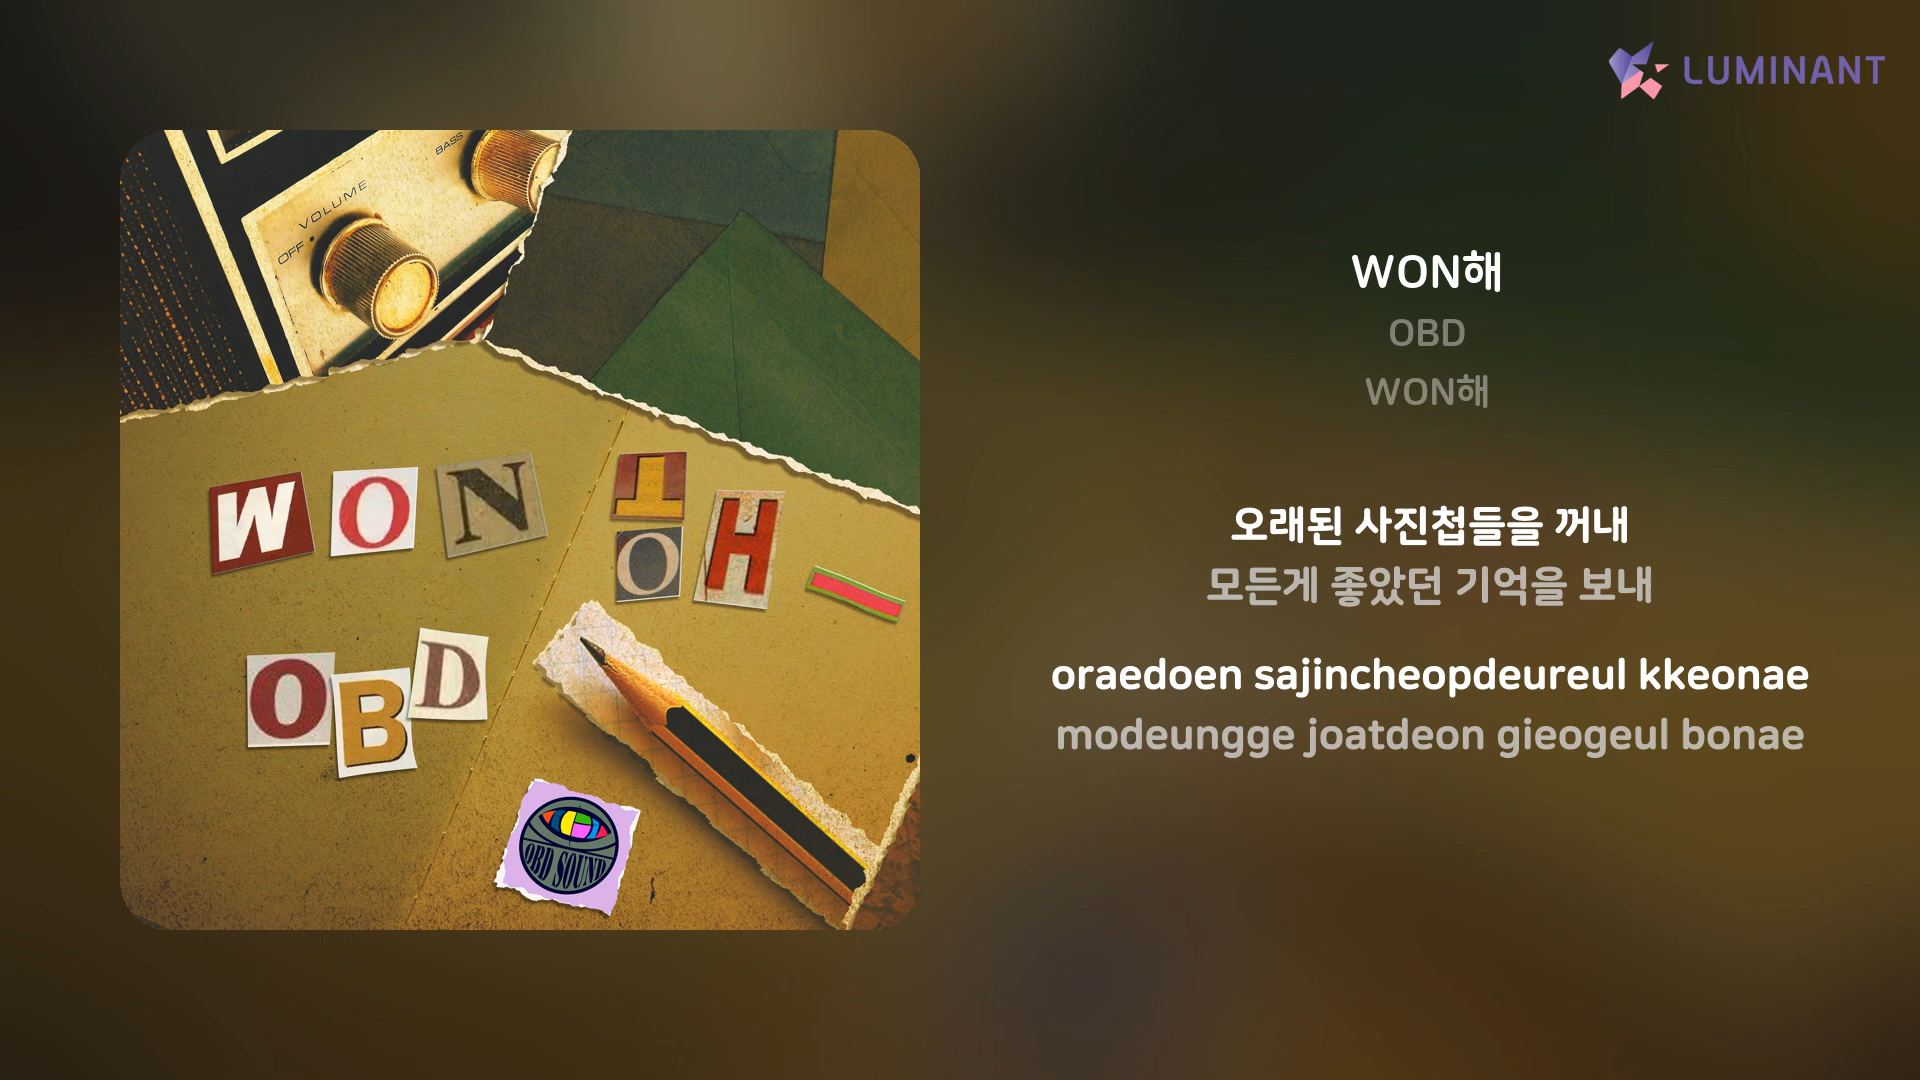 LUMINANT
BASS
VOLUME
OFF
WON ㅗOH-
OBD
OBD SOUND
WON해
OBD
WON해
오래된 사진첩들을 꺼내
모든게 좋았던 기억을 보내
oraedoen sajincheopdeureul kkeonae
modeungge joatdeon gieogeul bonae